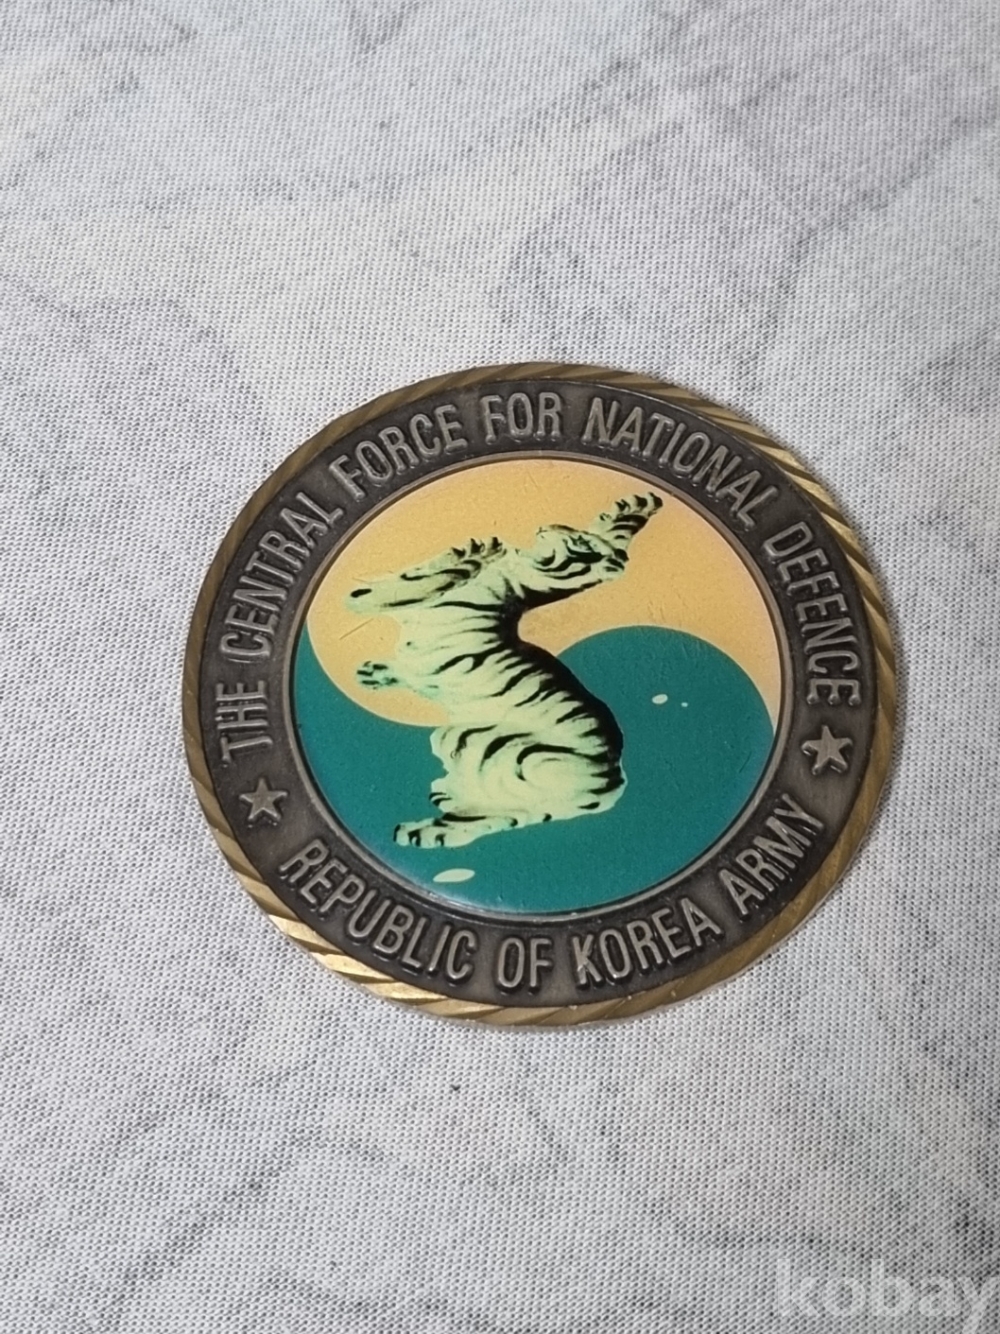 THE CENTRAL FORCE FOR NATIONAL DEFENCE
REPUBLIC OF KOREA ARMY
kobay